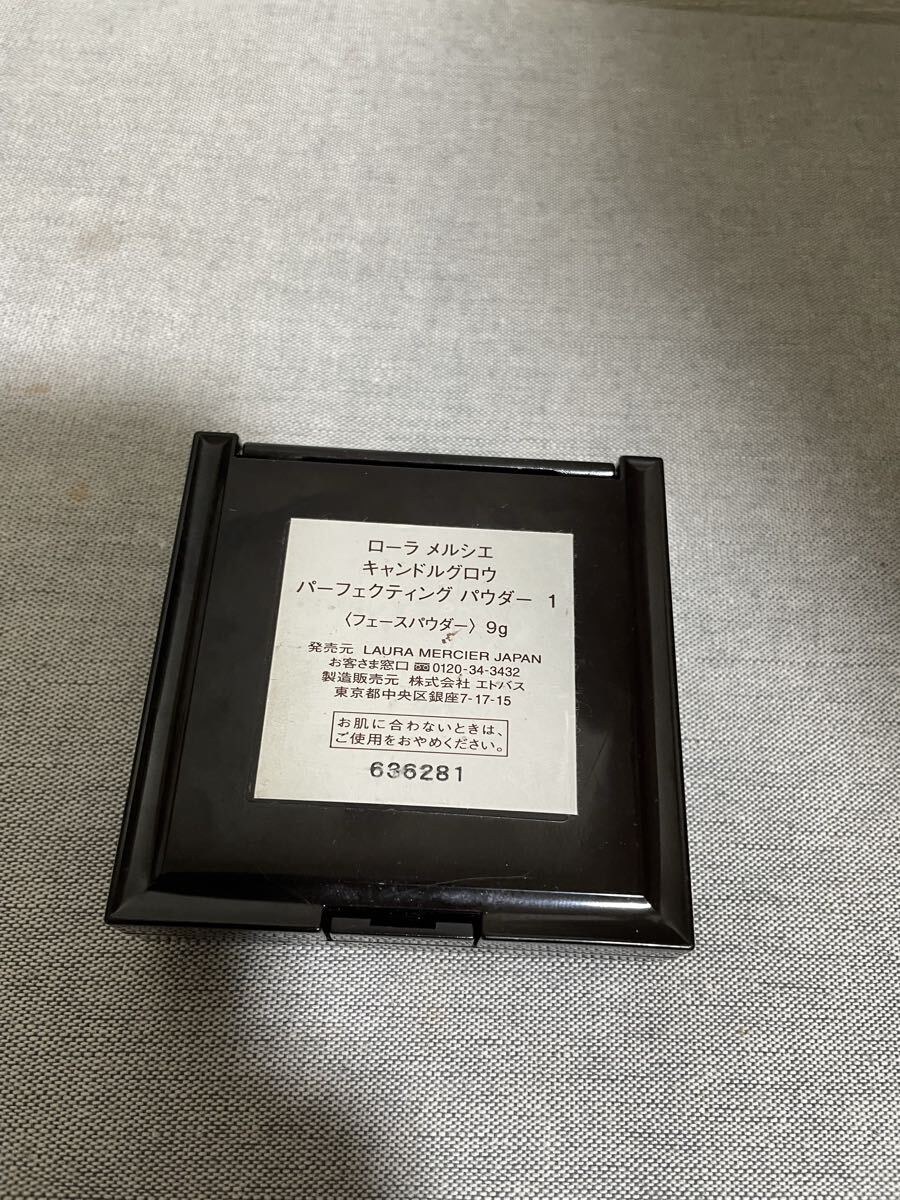 ローラ メルシエ
キャンドルグロウ
パーフェクティング パウダー 1
〈フェースパウダー〉 9g
発売元 LAURA MERCIER JAPAN
お客さま窓口 0120-34-3432
製造販売元 株式会社 エトバス
東京都中央区銀座7-17-15
お肌に合わないときは、
ご使用をおやめください。
636281